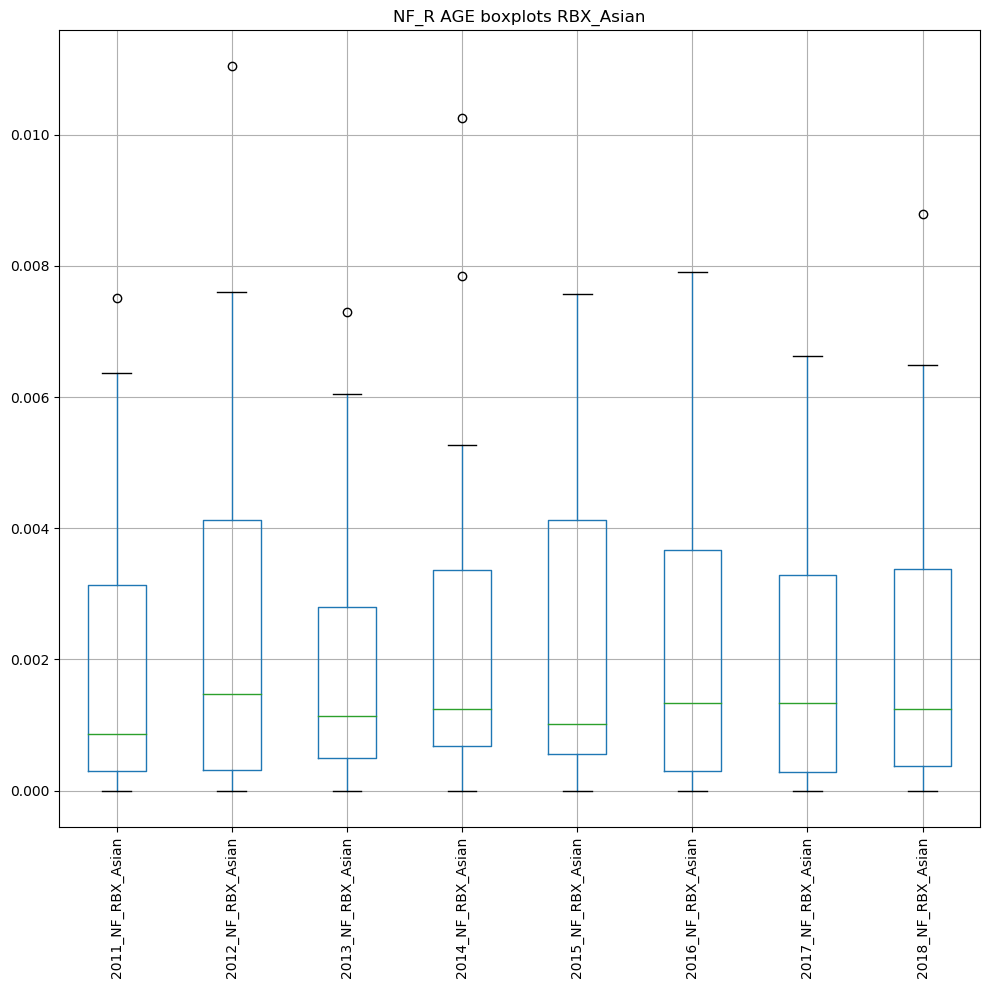 NF_R AGE boxplots RBX_Asian
0.010
0.008
0.006
0.004
0.002
0.000
2011_NF_RBX_Asian
2012_NF_RBX_Asian
2013_NF_RBX_Asian
2014_NF_RBX_Asian
2015_NF_RBX_Asian
2016_NF_RBX_Asian
2017_NF_RBX_Asian
2018_NF_RBX_Asian